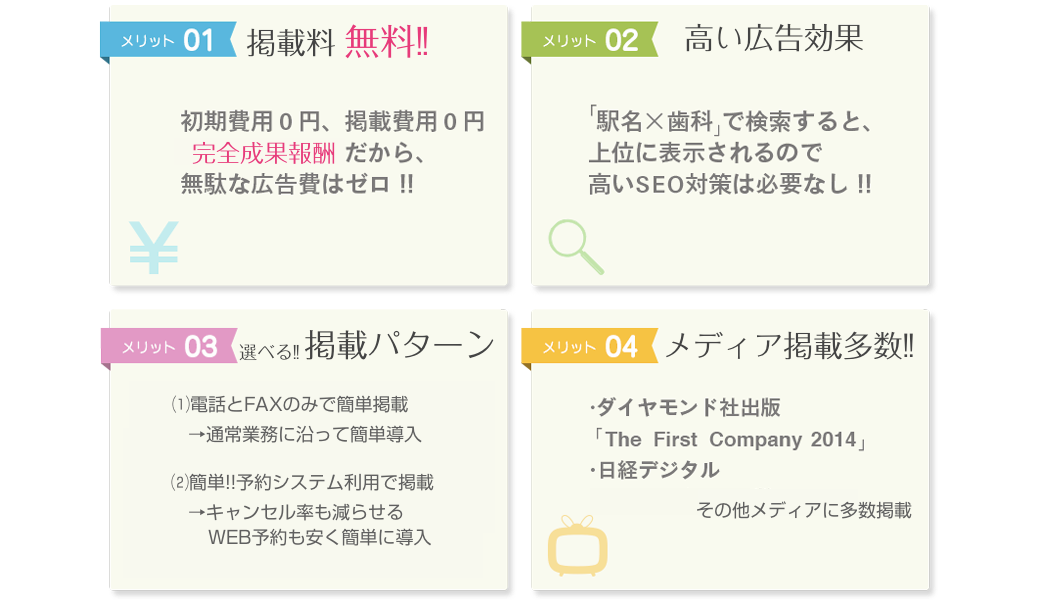 メリット 01 掲載料 無料!!
初期費用０円、掲載費用０円
完全成果報酬 だから、
無駄な広告費はゼロ !!
¥
メリット 02 高い広告効果
「駅名×歯科」で検索すると、
上位に表示されるので
高いSEO対策は必要なし !!
メリット 03 選べる!! 掲載パターン
⑴電話とFAXのみで簡単掲載
→通常業務に沿って簡単導入
⑵簡単!!予約システム利用で掲載
→キャンセル率も減らせる
WEB予約も安く簡単に導入
メリット 04 メディア掲載多数!!
・ダイヤモンド社出版
「The First Company 2014」
・日経デジタル
その他メディアに多数掲載